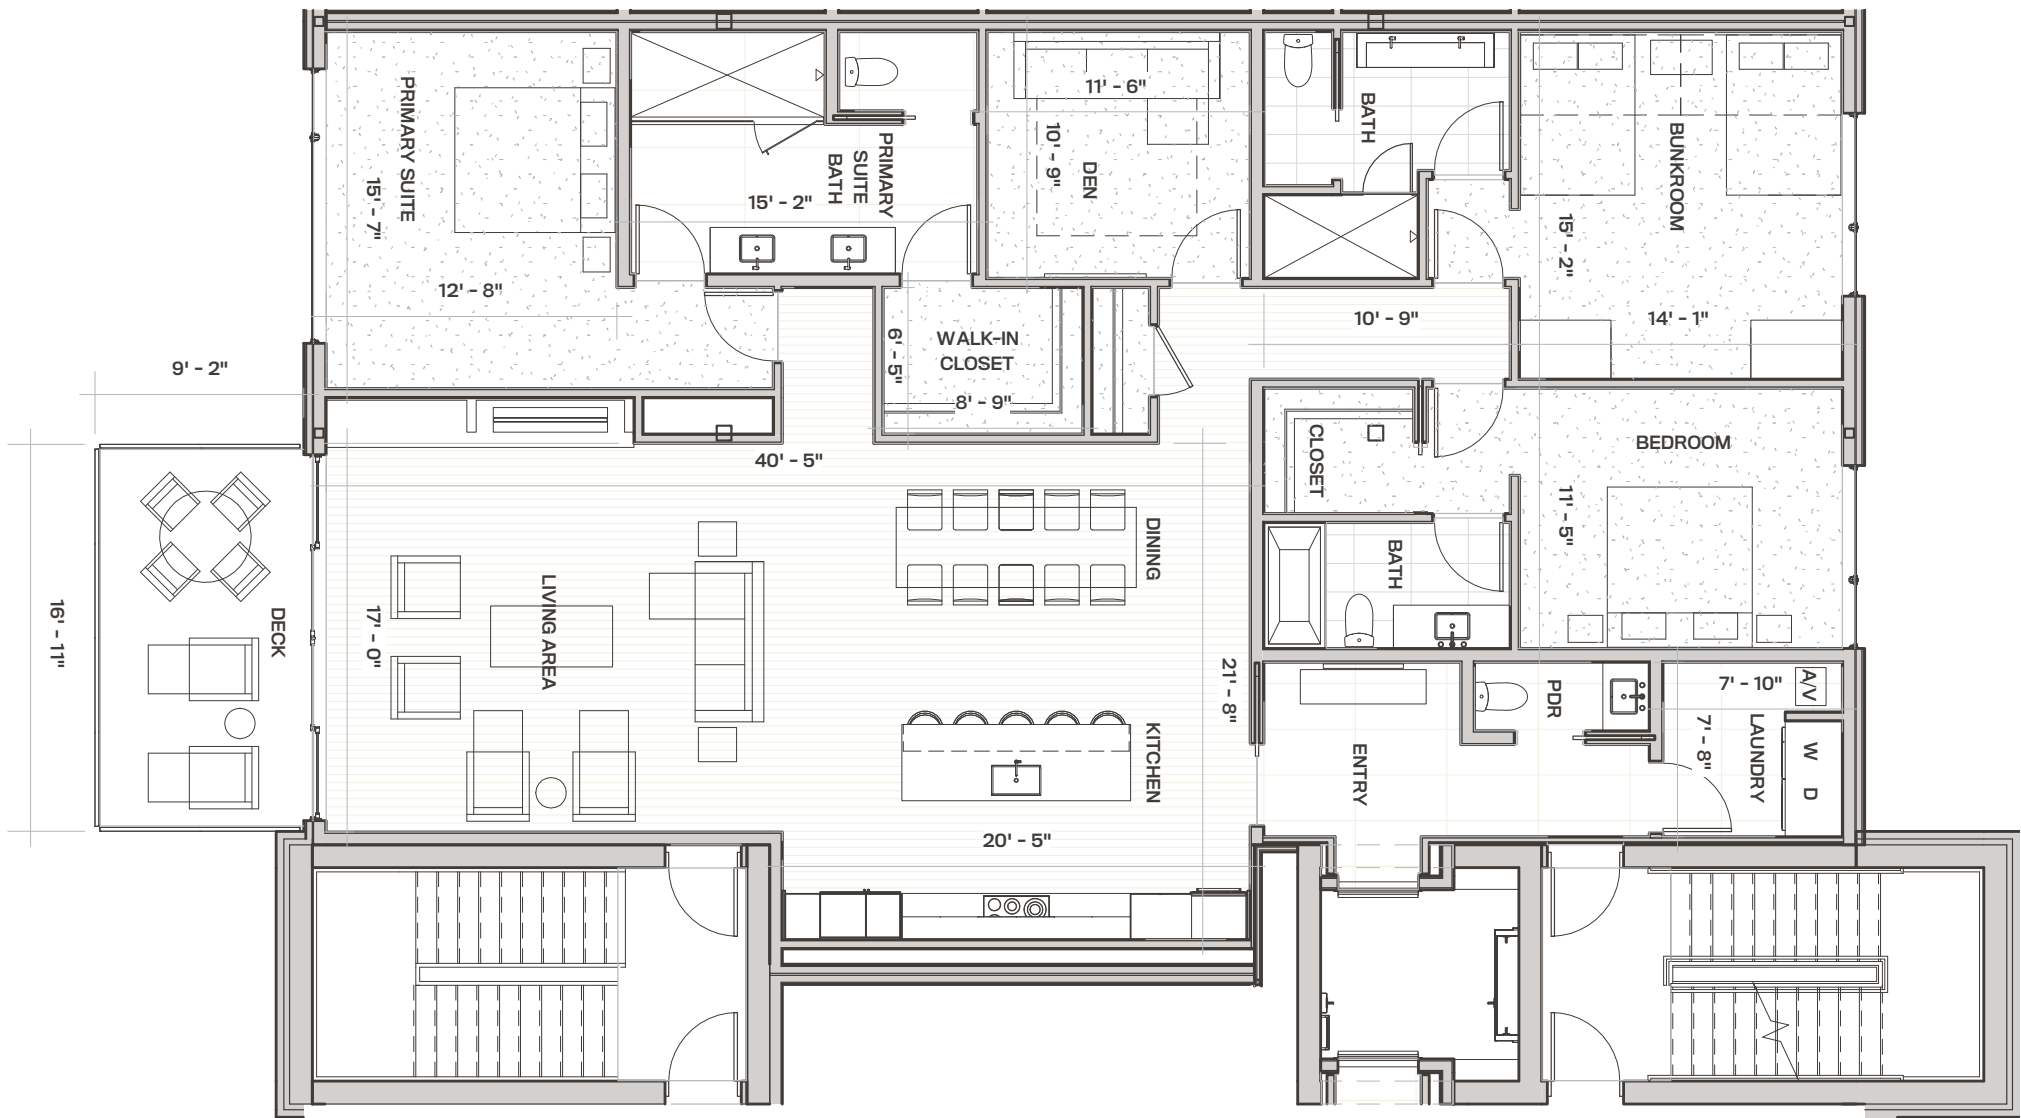 PRIMARY SUITE
15' - 7"
12' - 8"
PRIMARY
SUITE
BATH
15' - 2"
11' - 6"
10' - 9"
DEN
BATH
BUNKROOM
15' - 2"
14' - 1"
10' - 9"
WALK-IN
CLOSET
6' - 5"
8' - 9"
9' - 2"
16' - 11"
DECK
40' - 5"
17' - 0"
LIVING AREA
DINING
KITCHEN
21' - 8"
20' - 5"
CLOSET
BEDROOM
11' - 5"
BATH
ENTRY
PDR
7' - 10"
A/V
7' - 8"
LAUNDRY
W
D